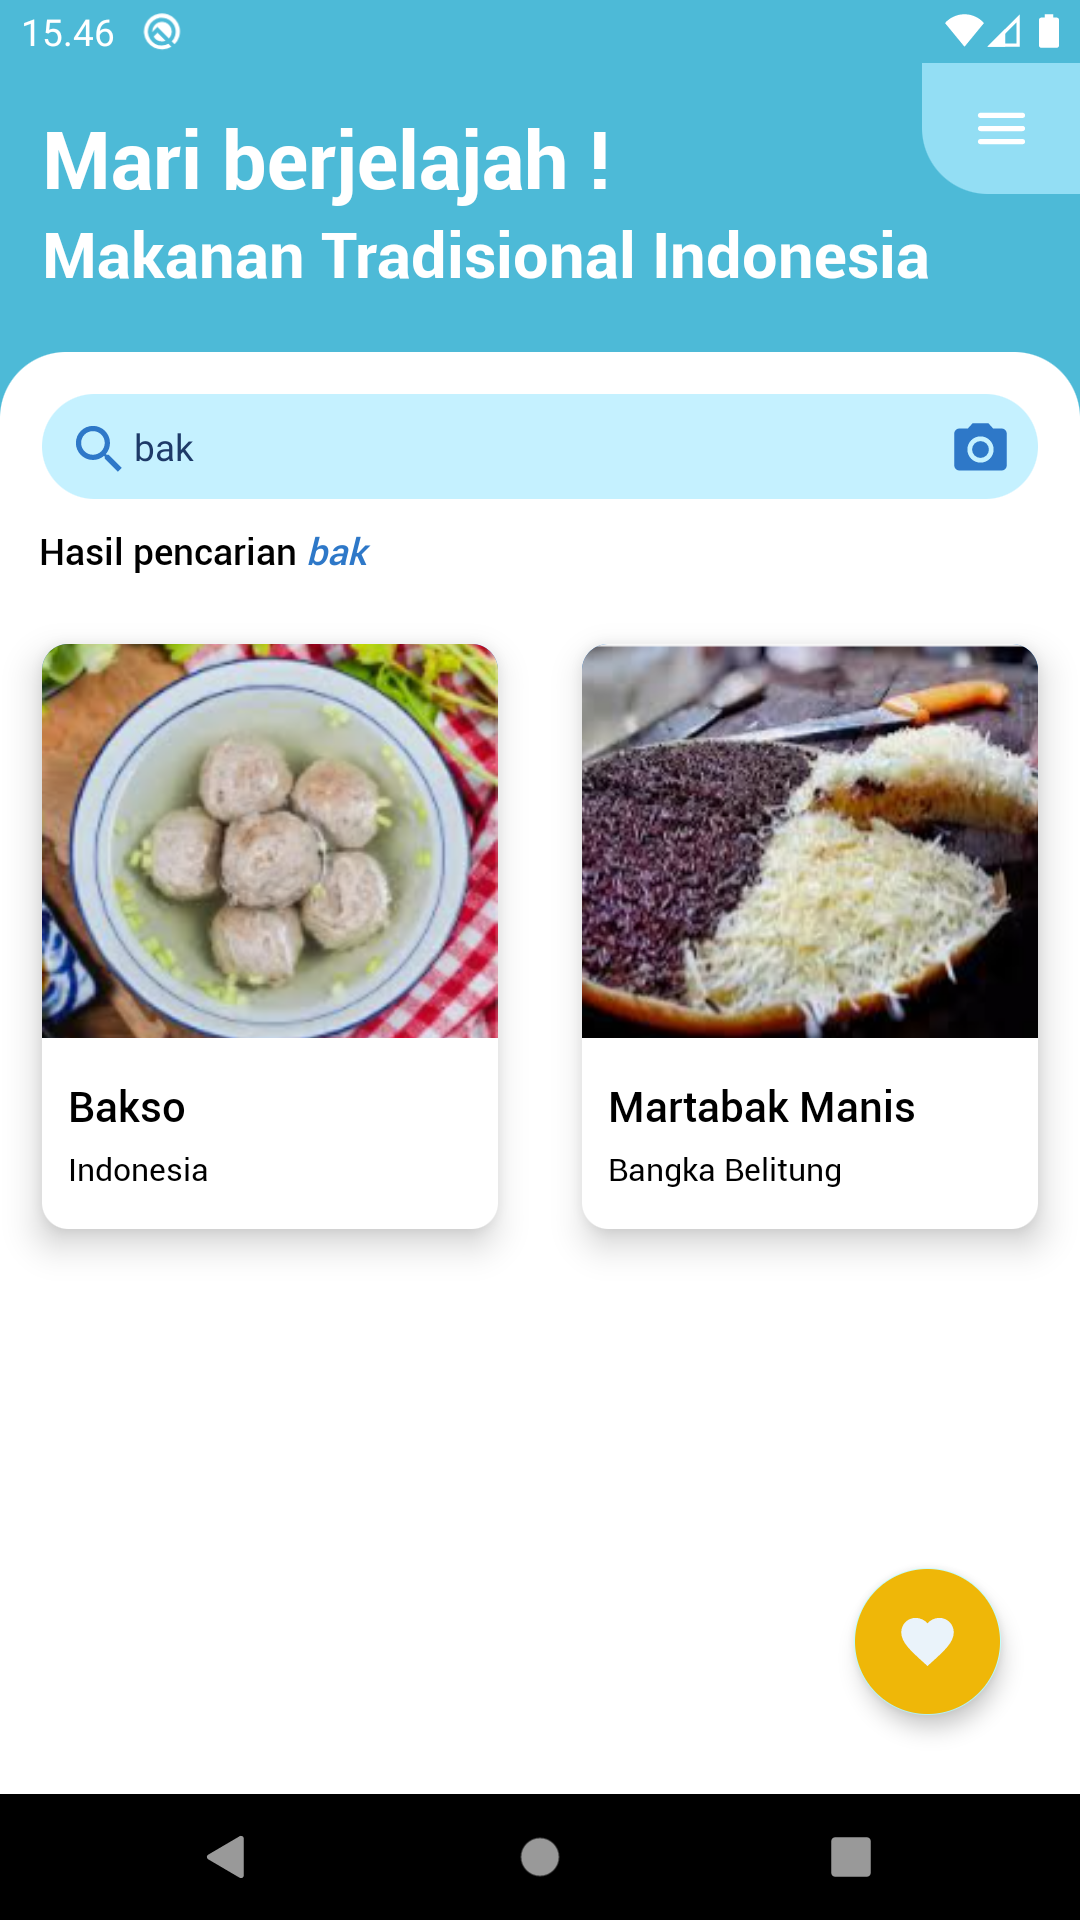 15.46
Mari berjelajah !
Makanan Tradisional Indonesia
bak
Hasil pencarian bak
Bakso
Indonesia
Martabak Manis
Bangka Belitung